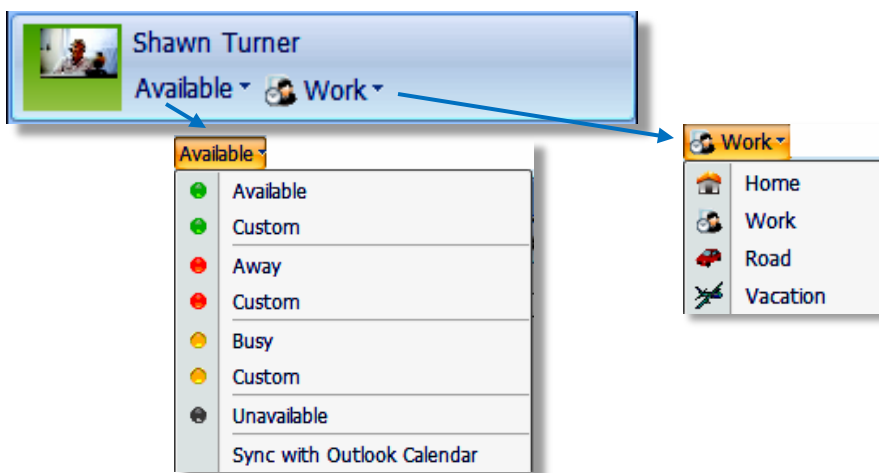 Shawn Turner
Available Work
Available
Available
Custom
Away
Custom
Busy
Custom
Unavailable
Sync with Outlook Calendar
Work
Home
Work
Road
Vacation